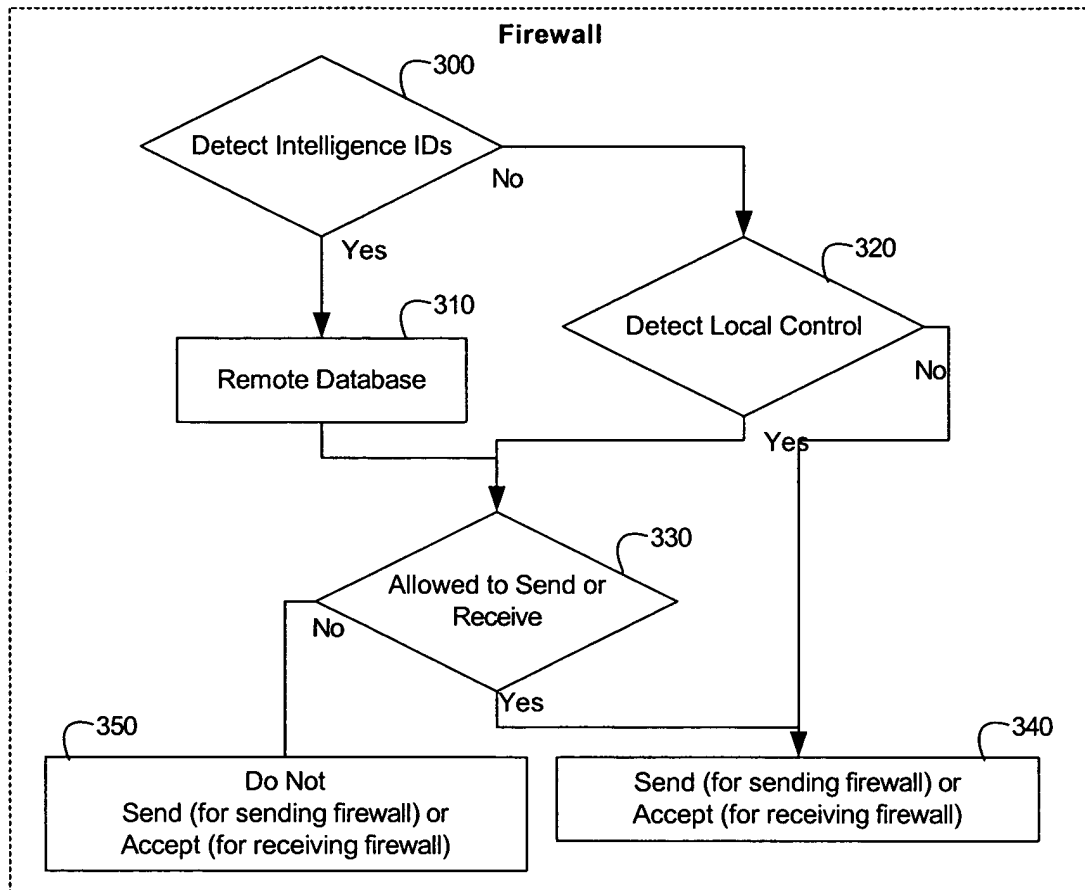 Firewall
300
Detect Intelligence IDs
No
Yes
320
310
Detect Local Control
Remote Database
No
Yes
330
Allowed to Send or
Receive
No
Yes
350
340
Do Not
Send (for sending firewall) or
Accept (for receiving firewall)
Send (for sending firewall) or
Accept (for receiving firewall)